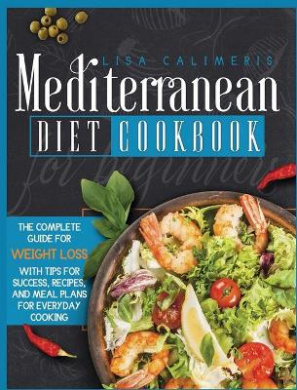 LISA CALIMERIS
Mediterranean
DIET COOKBOOK
for beginners
THE COMPLETE
GUIDE FOR
WEIGHT LOSS
WITH TIPS FOR
SUCCESS, RECIPES,
AND MEAL PLANS
FOR EVERYDAY
COOKING